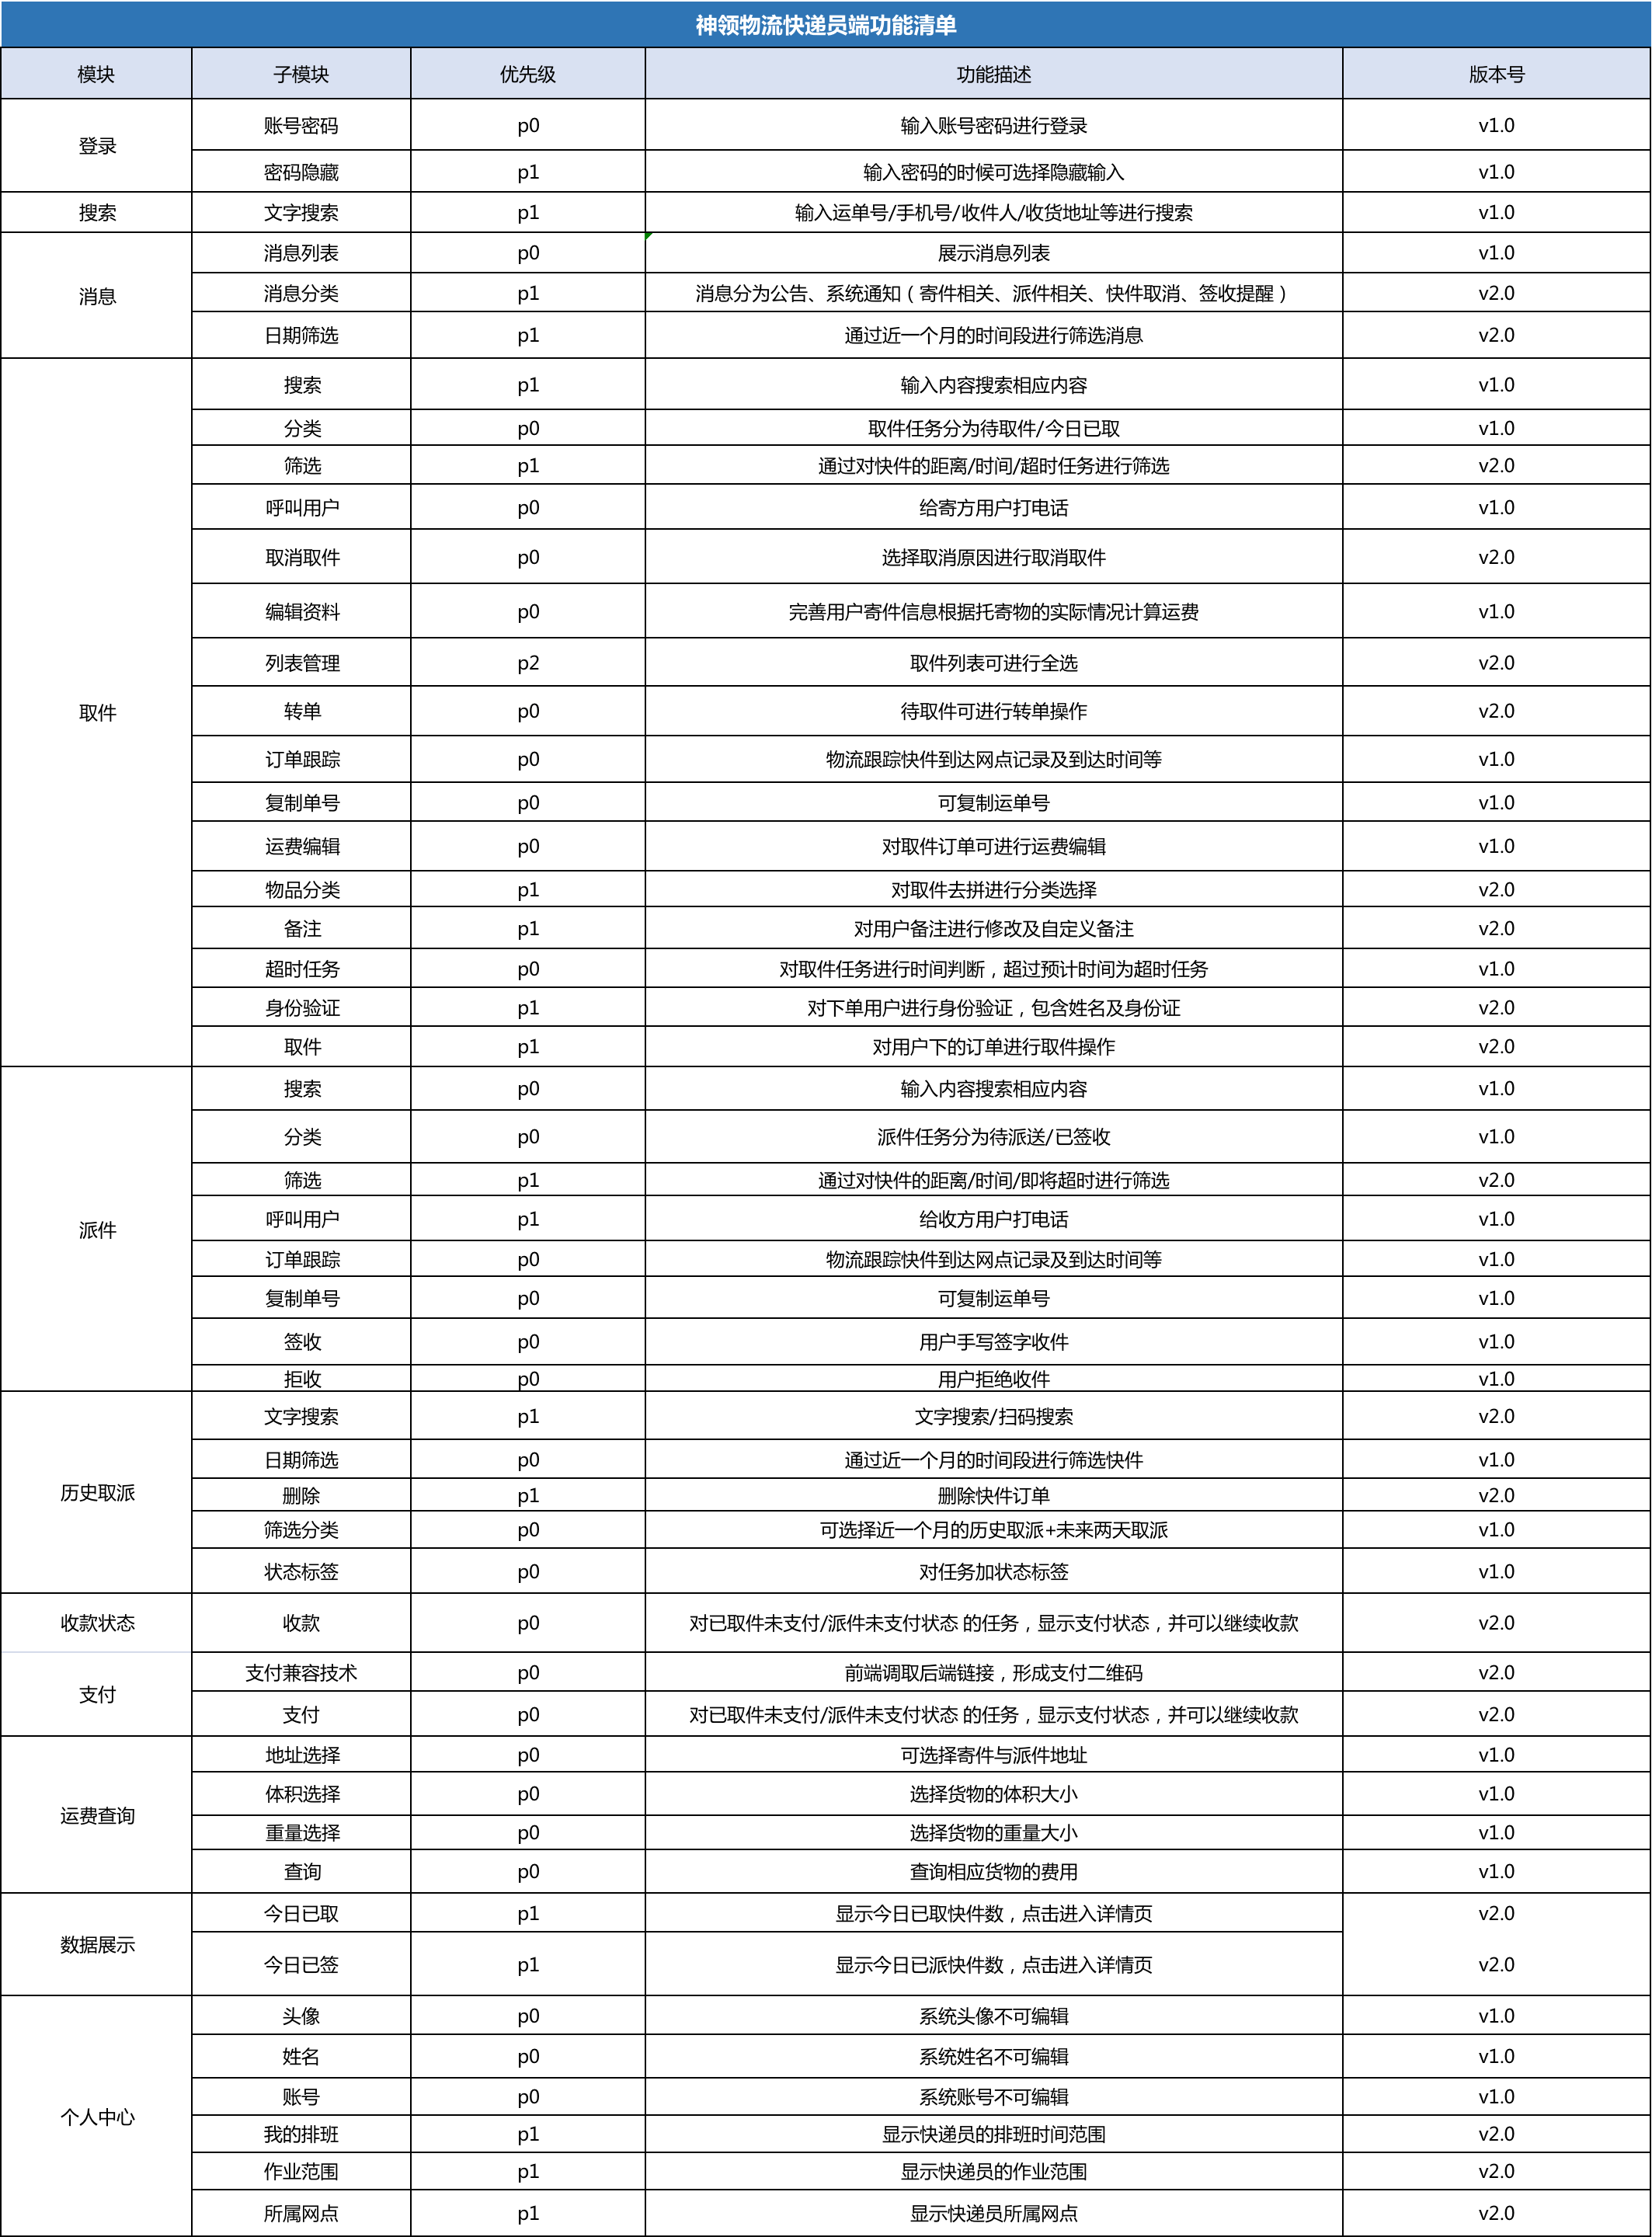 神领物流快递员端功能清单
模块 子模块 优先级 功能描述 版本号
登录 账号密码 p0 输入账号密码进行登录 v1.0
密码隐藏 p1 输入密码的时候可选择隐藏输入 v1.0
搜索 文字搜索 p1 输入运单号/手机号/收件人/收货地址等进行搜索 v1.0
消息 消息列表 p0 展示消息列表 v1.0
消息分类 p1 消息分为公告、系统通知（寄件相关、派件相关、快件取消、签收提醒） v2.0
日期筛选 p1 通过近一个月的时间段进行筛选消息 v2.0
取件 搜索 p1 输入内容搜索相应内容 v1.0
分类 p0 取件任务分为待取件/今日已取 v1.0
筛选 p1 通过对快件的距离/时间/超时任务进行筛选 v2.0
呼叫用户 p0 给寄方用户打电话 v1.0
取消取件 p0 选择取消原因进行取消取件 v2.0
编辑资料 p0 完善用户寄件信息根据托寄物的实际情况计算运费 v1.0
列表管理 p2 取件列表可进行全选 v2.0
转单 p0 待取件可进行转单操作 v2.0
订单跟踪 p0 物流跟踪快件到达网点记录及到达时间等 v1.0
复制单号 p0 可复制运单号 v1.0
运费编辑 p0 对取件订单可进行运费编辑 v1.0
物品分类 p1 对取件去拼进行分类选择 v2.0
备注 p1 对用户备注进行修改及自定义备注 v2.0
超时任务 p0 对取件任务进行时间判断，超过预计时间为超时任务 v1.0
身份验证 p1 对下单用户进行身份验证，包含姓名及身份证 v2.0
取件 p1 对用户下的订单进行取件操作 v2.0
派件 搜索 p0 输入内容搜索相应内容 v1.0
分类 p0 派件任务分为待派送/已签收 v1.0
筛选 p1 通过对快件的距离/时间/即将超时进行筛选 v2.0
呼叫用户 p1 给收方用户打电话 v1.0
订单跟踪 p0 物流跟踪快件到达网点记录及到达时间等 v1.0
复制单号 p0 可复制运单号 v1.0
签收 p0 用户手写签字收件 v1.0
拒收 p0 用户拒绝收件 v1.0
历史取派 文字搜索 p1 文字搜索/扫码搜索 v2.0
日期筛选 p0 通过近一个月的时间段进行筛选快件 v1.0
删除 p1 删除快件订单 v2.0
筛选分类 p0 可选择近一个月的历史取派+未来两天取派 v1.0
状态标签 p0 对任务加状态标签 v1.0
收款状态 收款 p0 对已取件未支付/派件未支付状态 的任务，显示支付状态，并可以继续收款 v2.0
支付 支付兼容技术 p0 前端调取后端链接，形成支付二维码 v2.0
支付 p0 对已取件未支付/派件未支付状态 的任务，显示支付状态，并可以继续收款 v2.0
运费查询 地址选择 p0 可选择寄件与派件地址 v1.0
体积选择 p0 选择货物的体积大小 v1.0
重量选择 p0 选择货物的重量大小 v1.0
查询 p0 查询相应货物的费用 v1.0
数据展示 今日已取 p1 显示今日已取快件数，点击进入详情页 v2.0
今日已签 p1 显示今日已派快件数，点击进入详情页 v2.0
个人中心 头像 p0 系统头像不可编辑 v1.0
姓名 p0 系统姓名不可编辑 v1.0
账号 p0 系统账号不可编辑 v1.0
我的排班 p1 显示快递员的排班时间范围 v2.0
作业范围 p1 显示快递员的作业范围 v2.0
所属网点 p1 显示快递员所属网点 v2.0